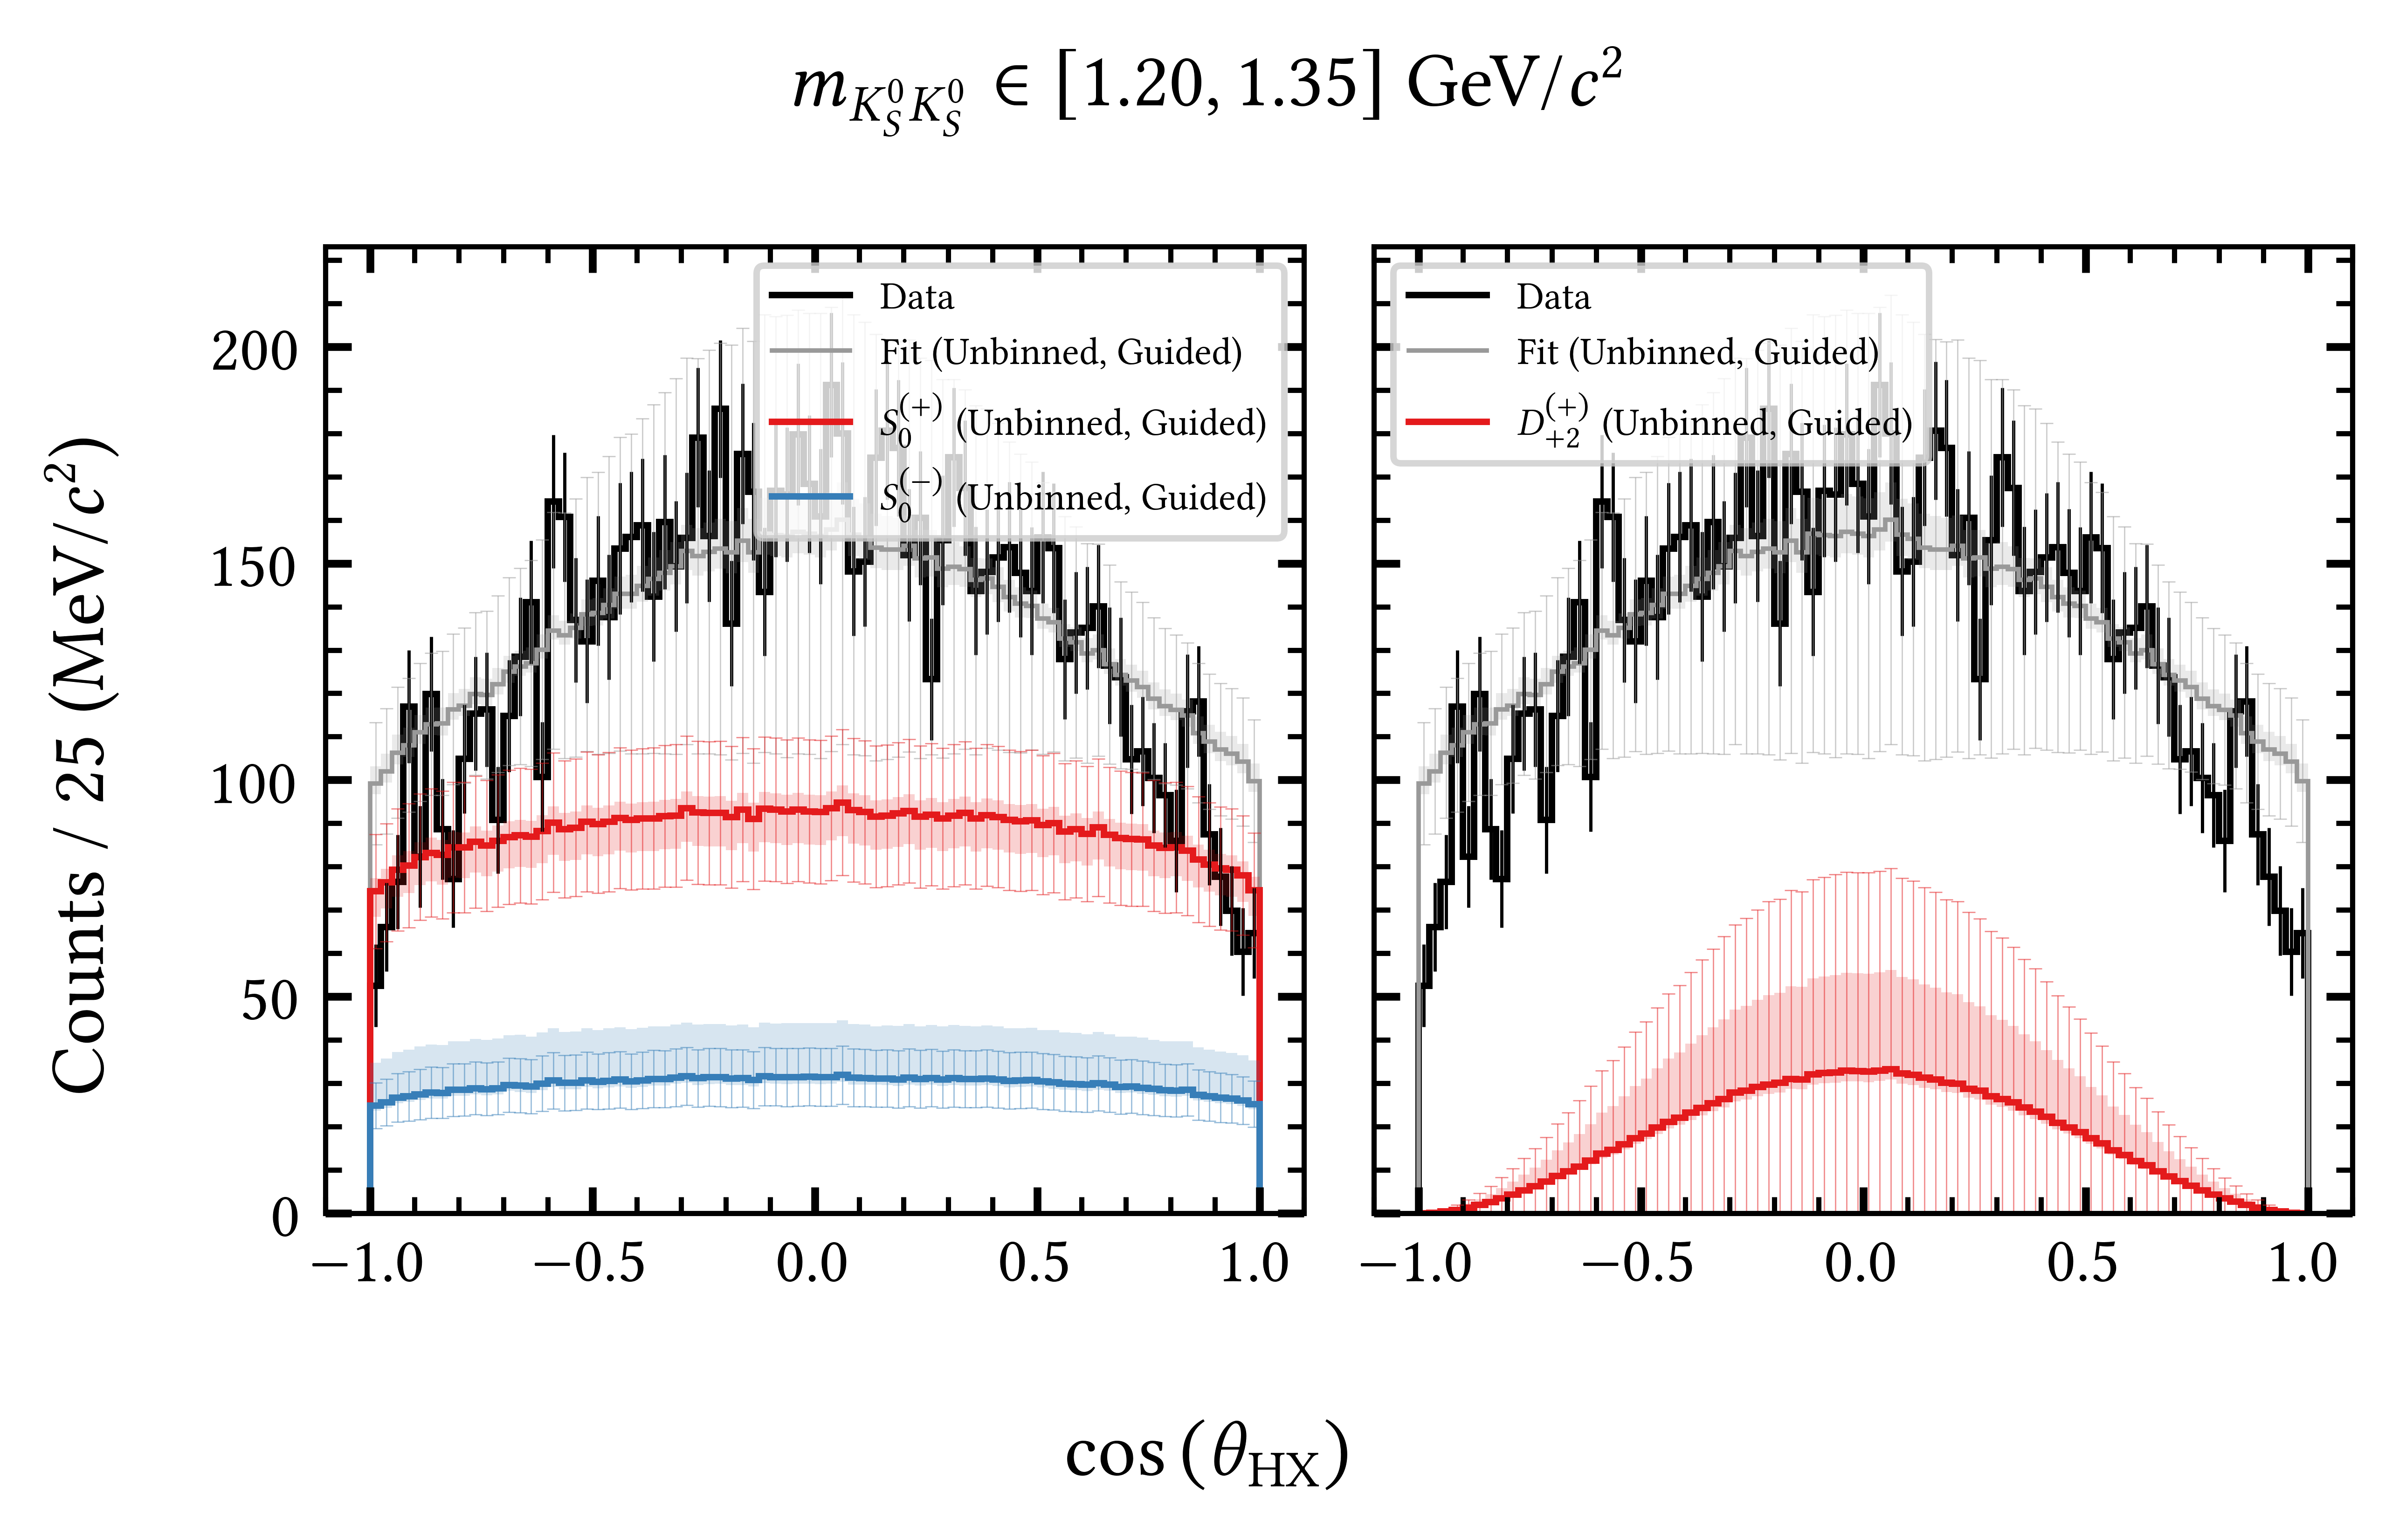 m_{K_S^0 K_S^0} ∈ [1.20, 1.35] GeV/c²
Counts / 25 (MeV/c²)
200
150
100
50
0
Data
Fit (Unbinned, Guided)
S_0^{(+)} (Unbinned, Guided)
S_0^{(−)} (Unbinned, Guided)
−1.0 −0.5 0.0 0.5 1.0
Data
Fit (Unbinned, Guided)
D_{+2}^{(+)} (Unbinned, Guided)
−1.0 −0.5 0.0 0.5 1.0
cos (θ_{HX})